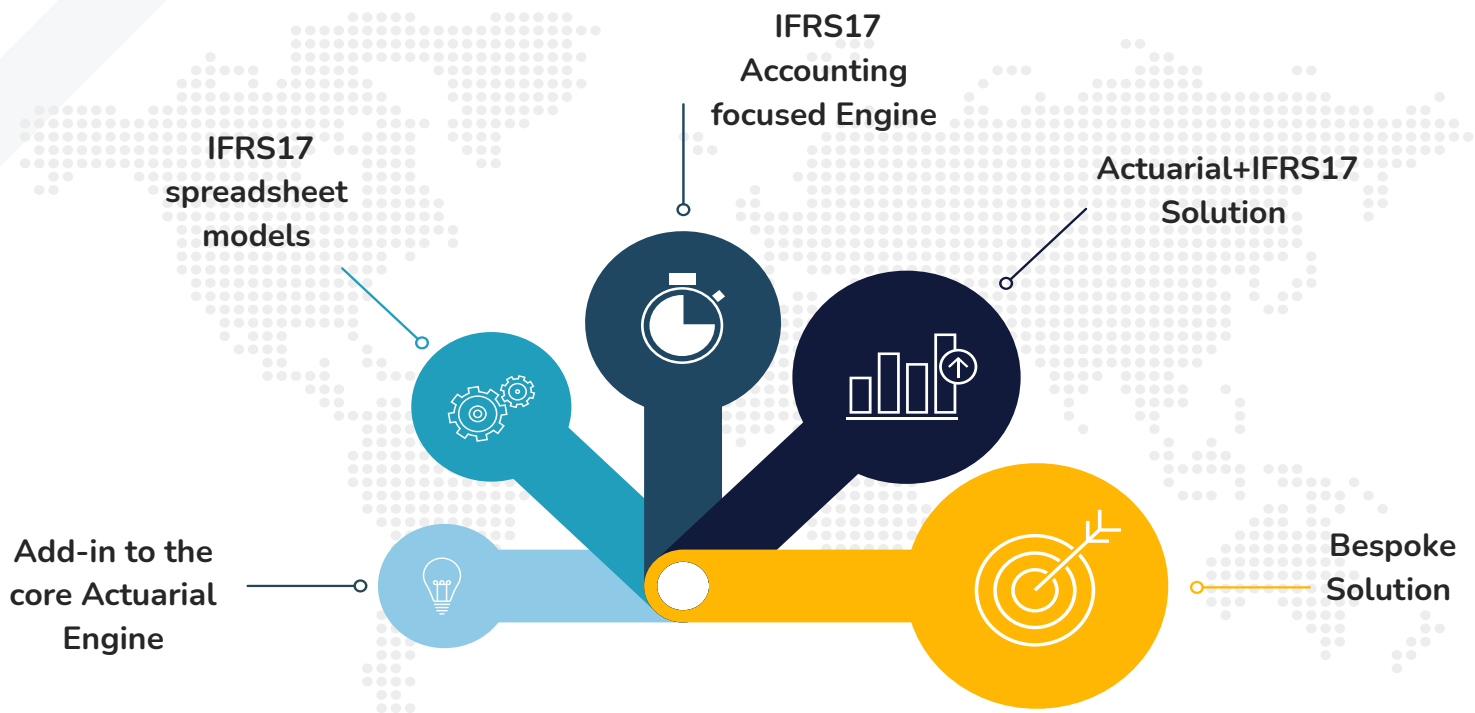 IFRS17
Accounting
focused Engine
IFRS17
spreadsheet
models
Actuarial+IFRS17
Solution
Add-in to the
core Actuarial
Engine
Bespoke
Solution